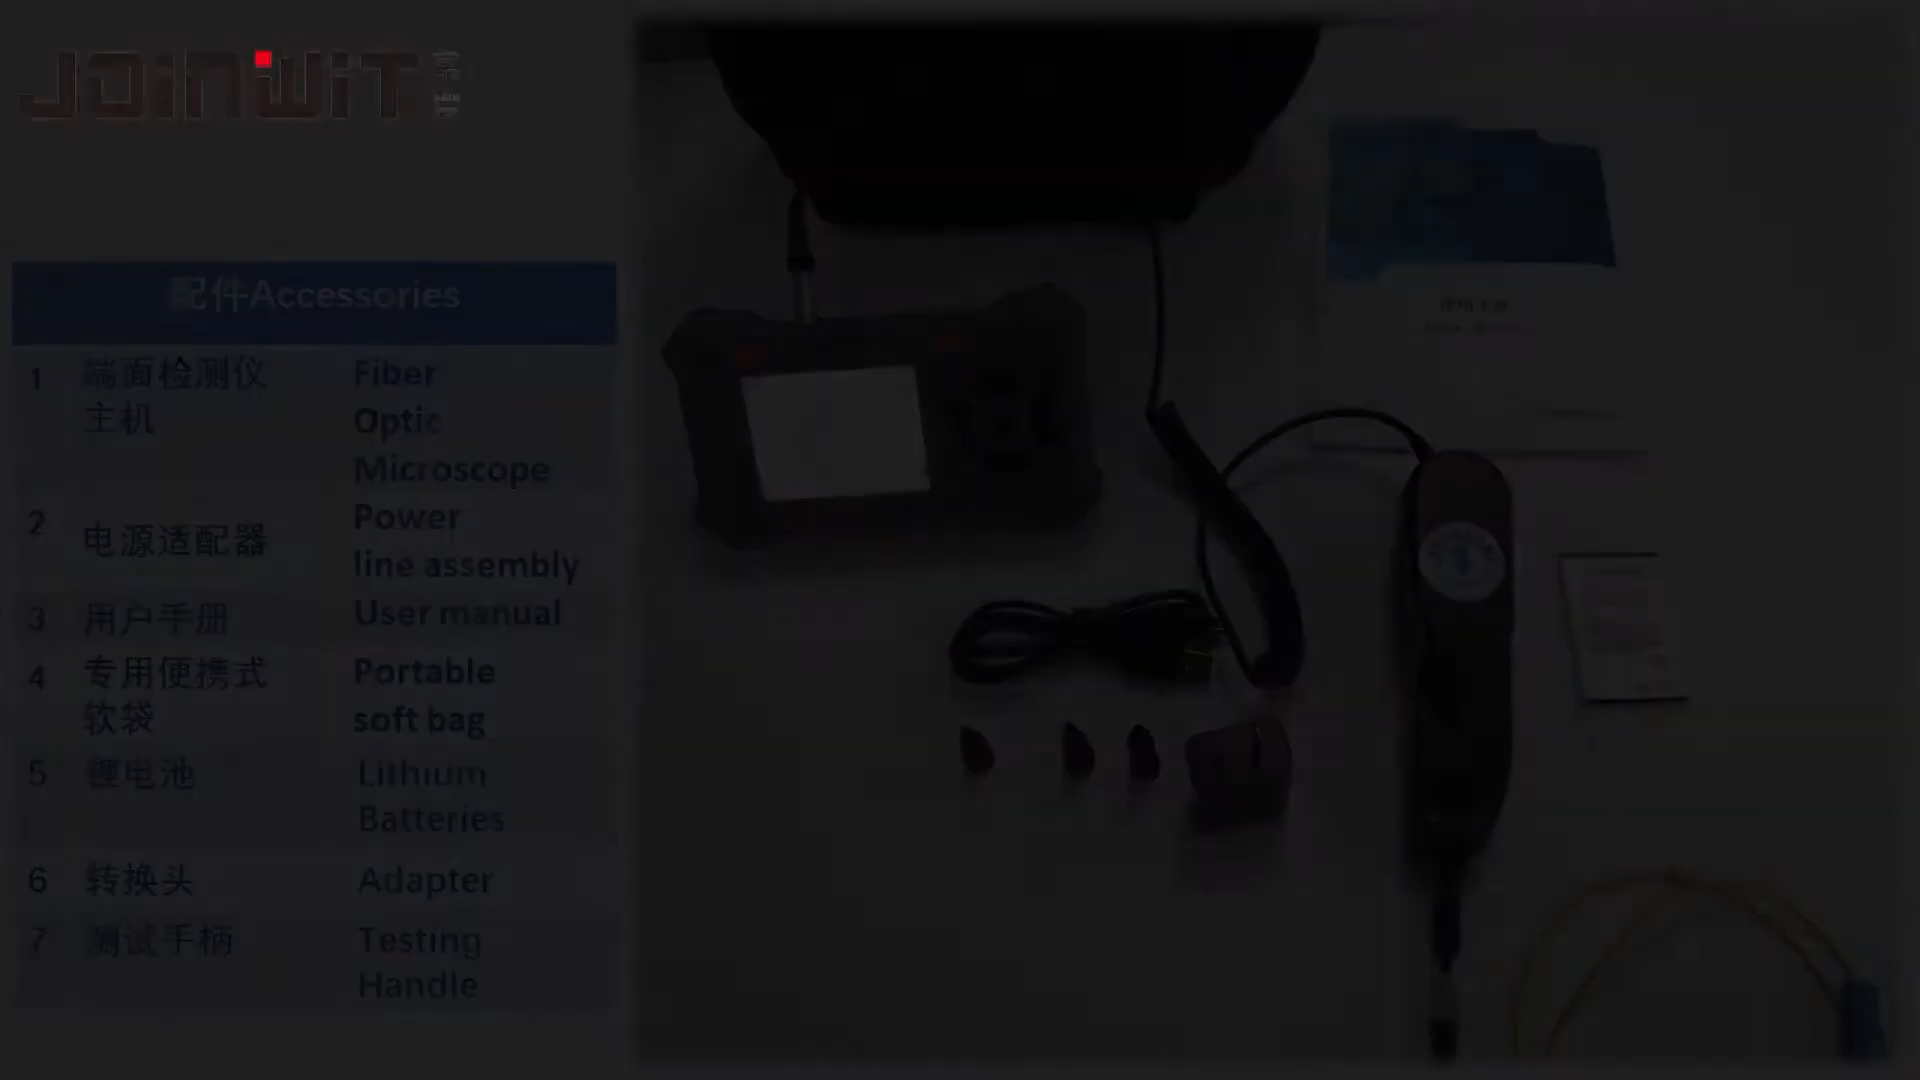 JOINWIT
配件Accessories
1 端面检测仪 Fiber
主机 Optic
Microscope
2 电源适配器 Power
line assembly
3 用户手册 User manual
4 专用便携式 Portable
软袋 soft bag
5 锂电池 Lithium
Batteries
6 转换头 Adapter
7 测试手柄 Testing
Handle